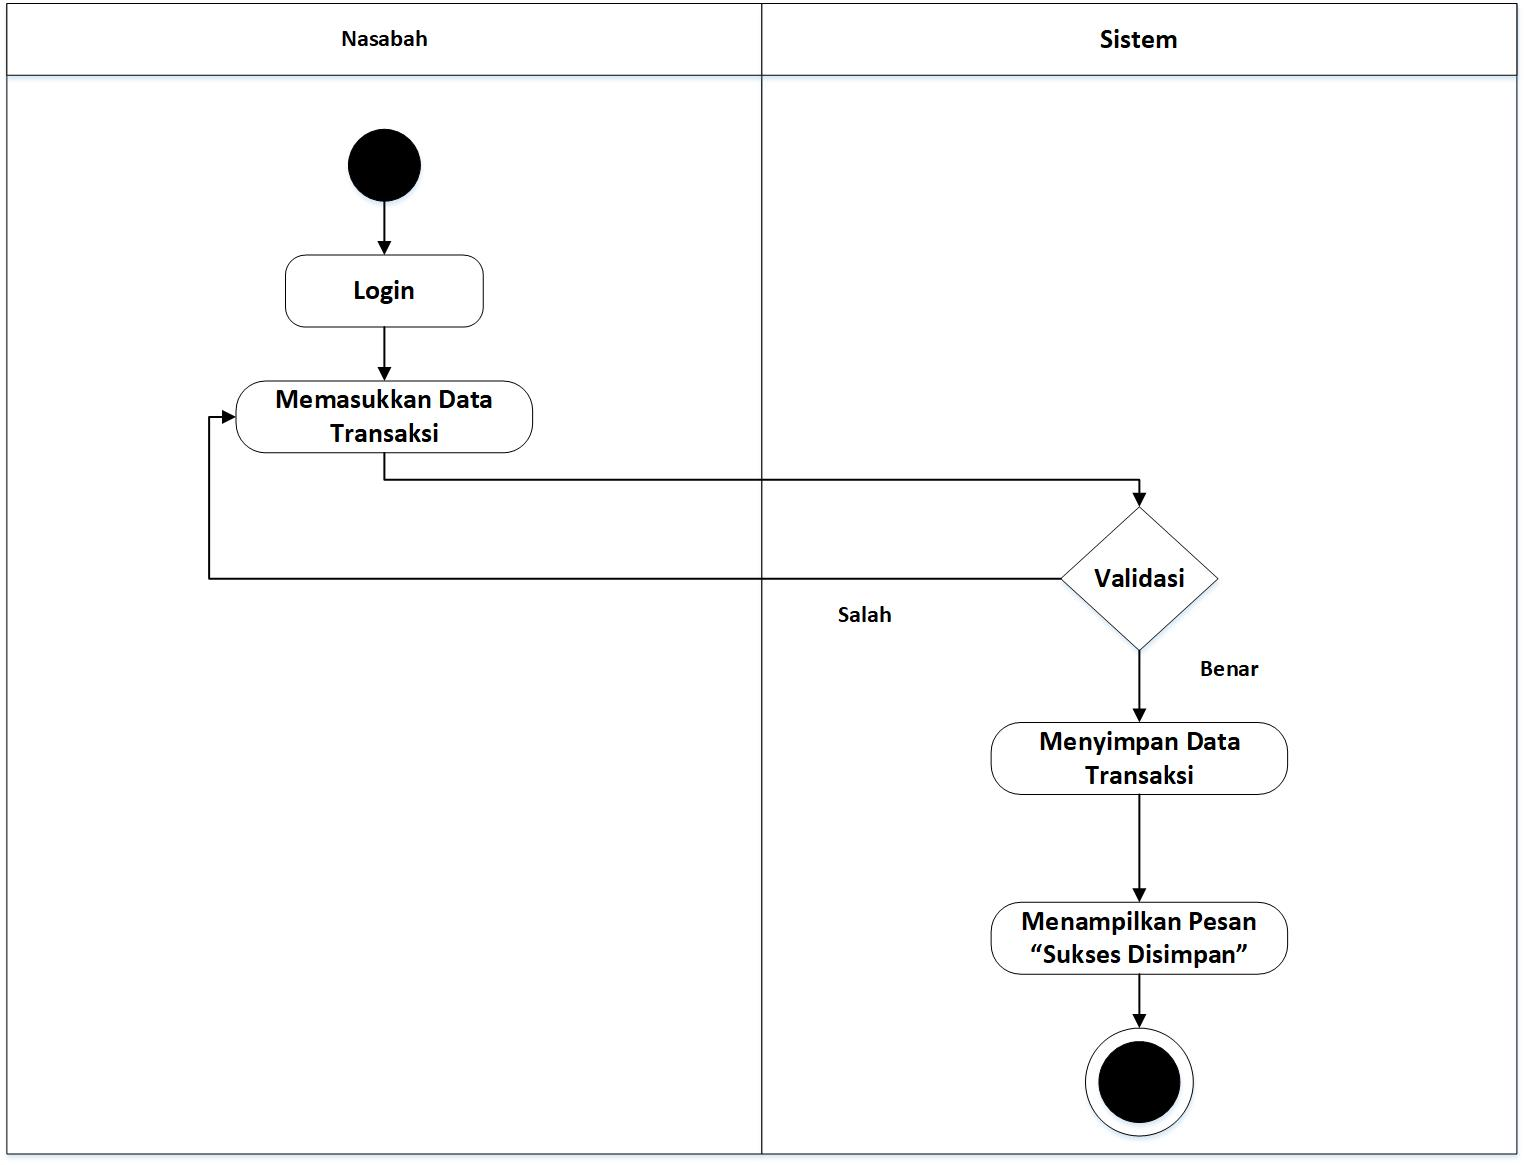 Nasabah
Sistem
Login
Memasukkan Data
Transaksi
Validasi
Salah
Benar
Menyimpan Data
Transaksi
Menampilkan Pesan
“Sukses Disimpan”